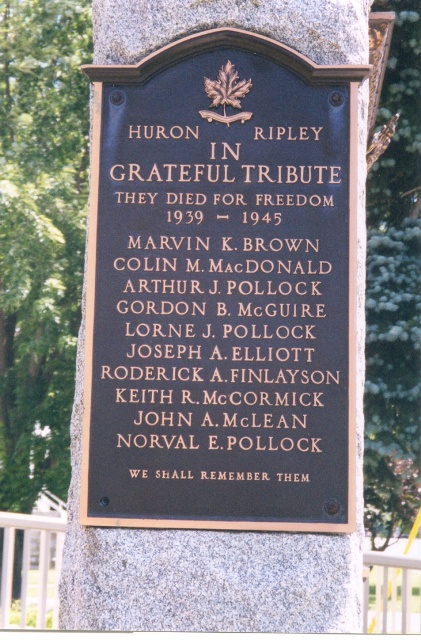 HURON RIPLEY
IN
GRATEFUL TRIBUTE
THEY DIED FOR FREEDOM
1939 – 1945
MARVIN K. BROWN
COLIN M. MACDONALD
ARTHUR J. POLLOCK
GORDON B. MCGUIRE
LORNE J. POLLOCK
JOSEPH A. ELLIOTT
RODERICK A. FINLAYSON
KEITH R. MCCORMICK
JOHN A. MCLEAN
NORVAL E. POLLOCK
WE SHALL REMEMBER THEM